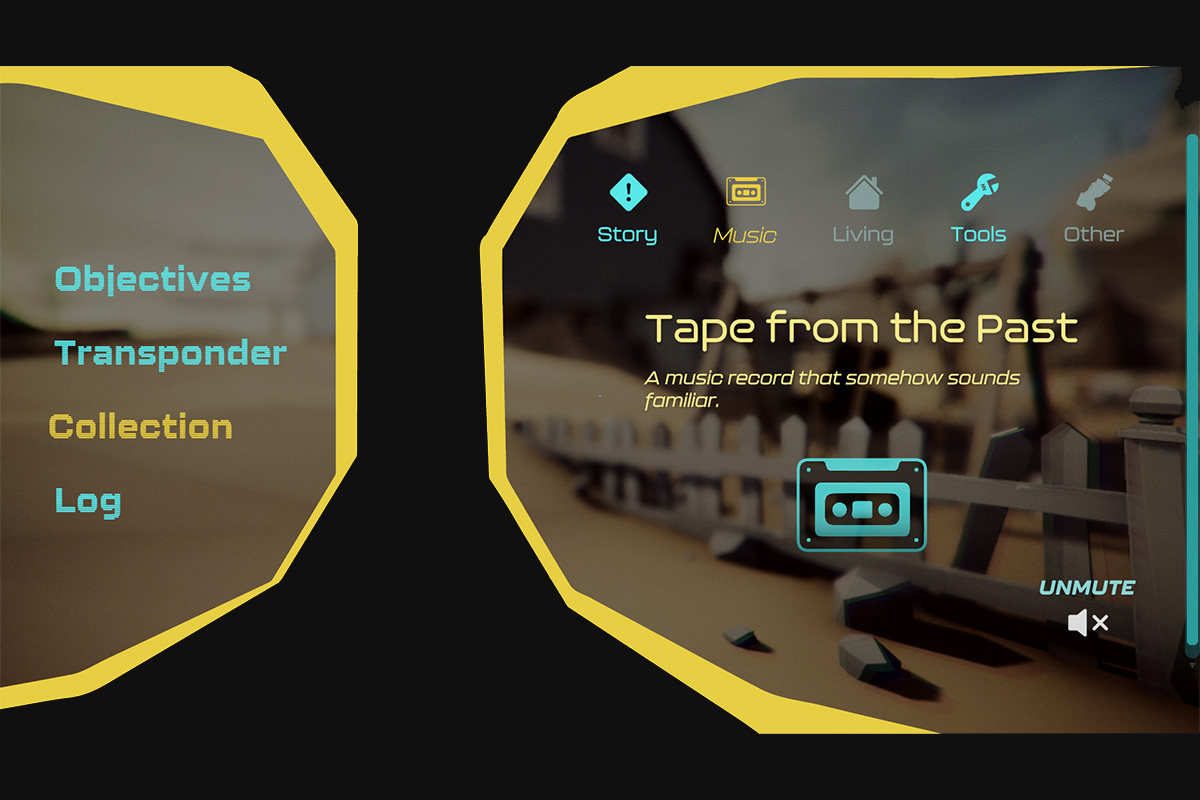 Objectives
Transponder
Collection
Log
Story
Music
Living
Tools
Other
Tape from the Past
A music record that somehow sounds
familiar.
UNMUTE